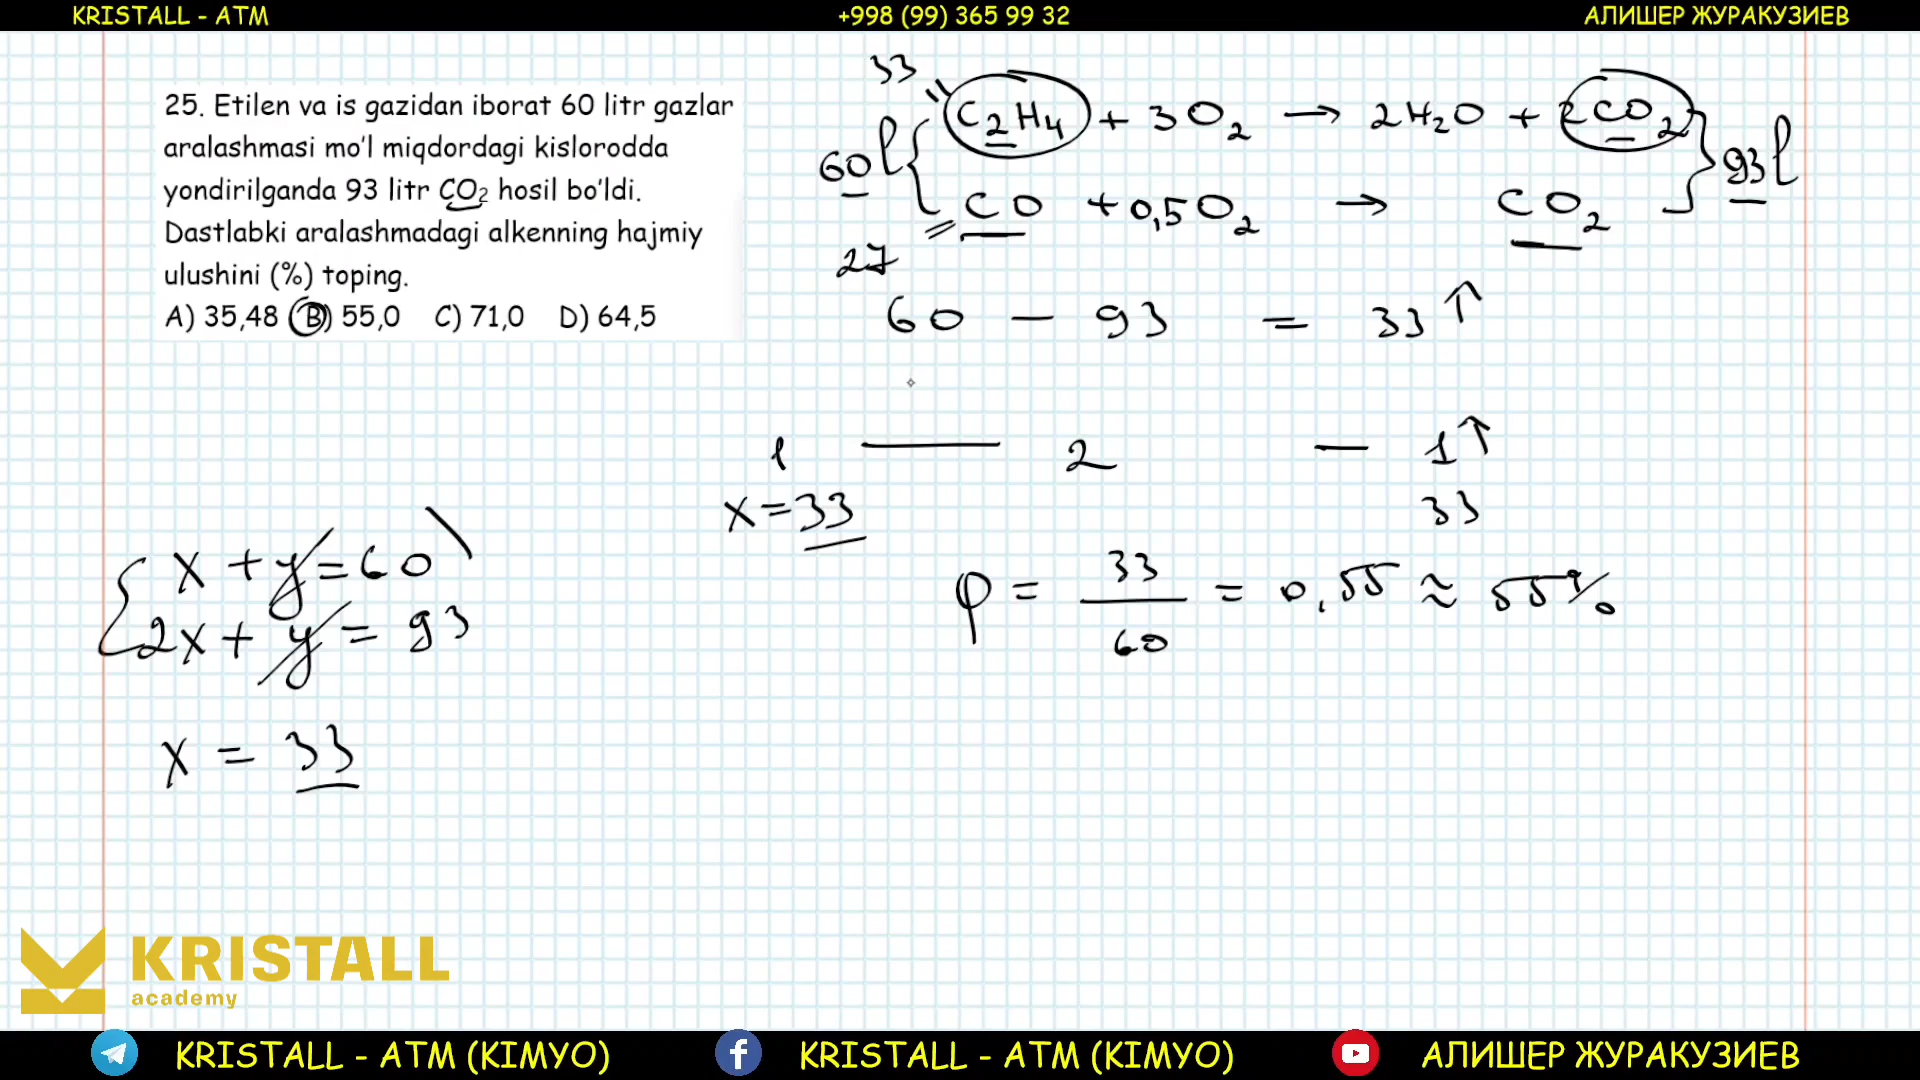 KRISTALL - ATM
+998 (99) 365 99 32
АЛИШЕР ЖУРАКУЗИЕВ
25. Etilen va is gazidan iborat 60 litr gazlar
aralashmasi mo'l miqdordagi kislorodda
yondirilganda 93 litr CO₂ hosil bo'ldi.
Dastlabki aralashmadagi alkenning hajmiy
ulushini (%) toping.
A) 35,48 B) 55,0 C) 71,0 D) 64,5
33
C₂H₄ + 3O₂ → 2H₂O + 2CO₂
60 l
93 l
CO + 0,5O₂ → CO₂
27
60 — 93 = 33↑
1 — 2 — 1↑
x = 33
33
φ = 33/60 = 0,55 ≈ 55%
x + y = 60
2x + y = 93
x = 33
KRISTALL
academy
KRISTALL - ATM (KIMYO)
KRISTALL - ATM (KIMYO)
АЛИШЕР ЖУРАКУЗИЕВ